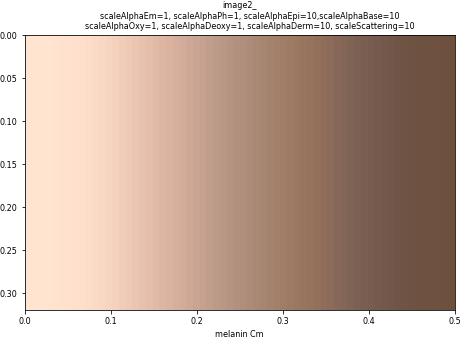 image2_
scaleAlphaEm=1, scaleAlphaPh=1, scaleAlphaEpi=10,scaleAlphaBase=10
scaleAlphaOxy=1, scaleAlphaDeoxy=1, scaleAlphaDerm=10, scaleScattering=10
0.00
0.05
0.10
0.15
0.20
0.25
0.30
0.0 0.1 0.2 0.3 0.4 0.5
melanin Cm